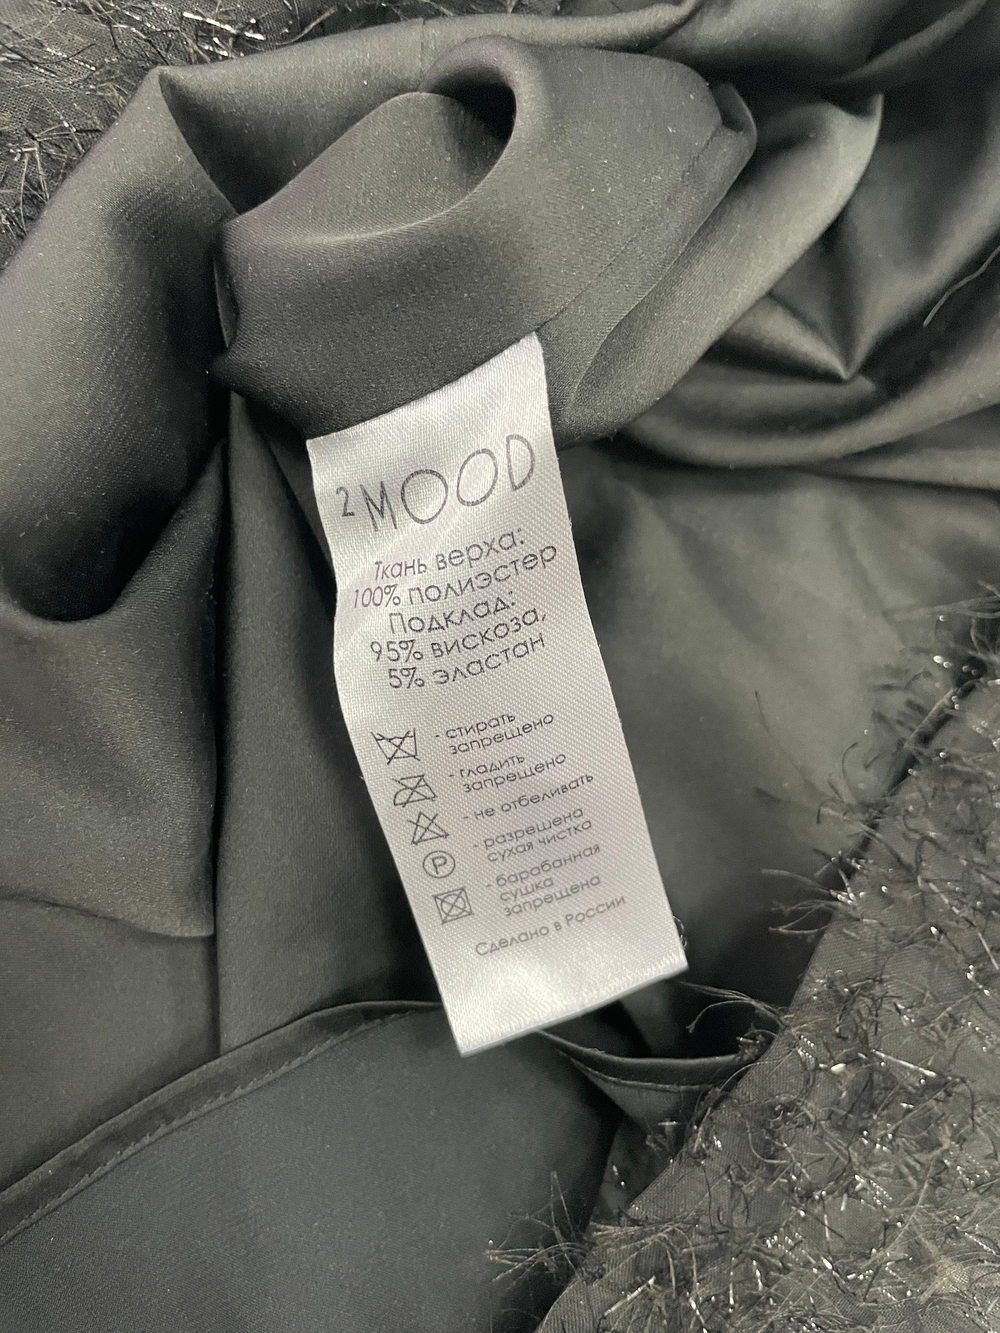 2MOOD
Ткань верха:
100% полиэстер
Подклад:
95% вискоза,
5% эластан
- стирать
запрещено
- гладить
запрещено
- не отбеливать
- разрешена
сухая чистка
P
- барабанная
сушка
запрещена
Сделано в России